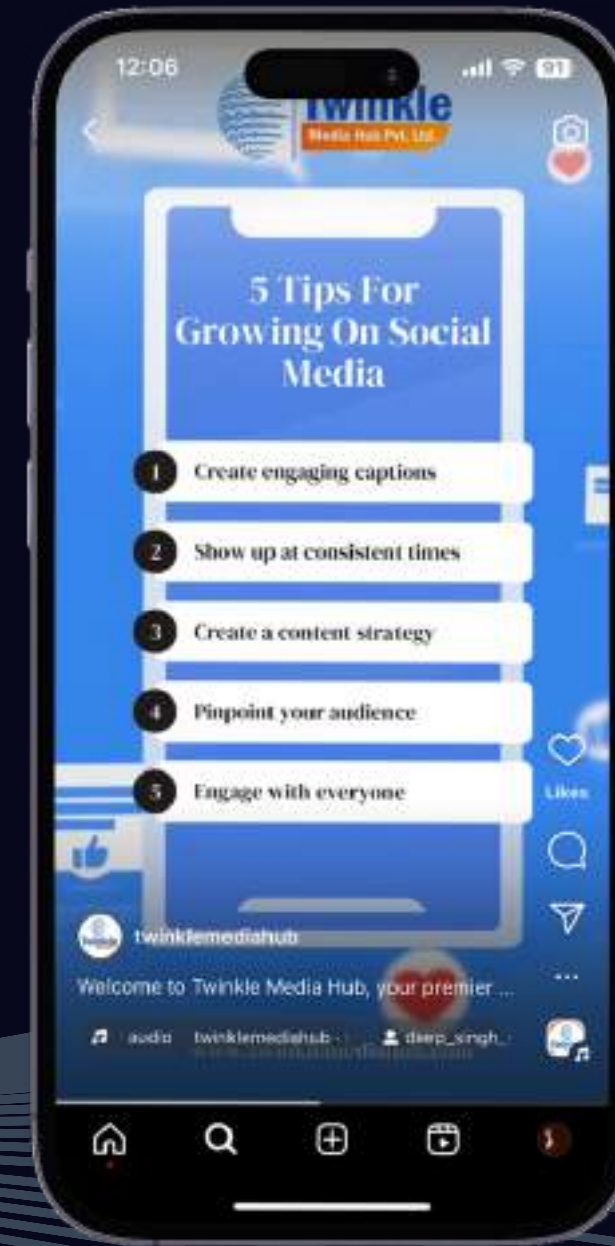 12:06
91
Twinkle
Media Hub Pvt. Ltd.
5 Tips For
Growing On Social
Media
1 Create engaging captions
2 Show up at consistent times
3 Create a content strategy
4 Pinpoint your audience
5 Engage with everyone
Likes
twinklemediahub
Welcome to Twinkle Media Hub, your premier ...
audio twinklemediahub · deep_singh_